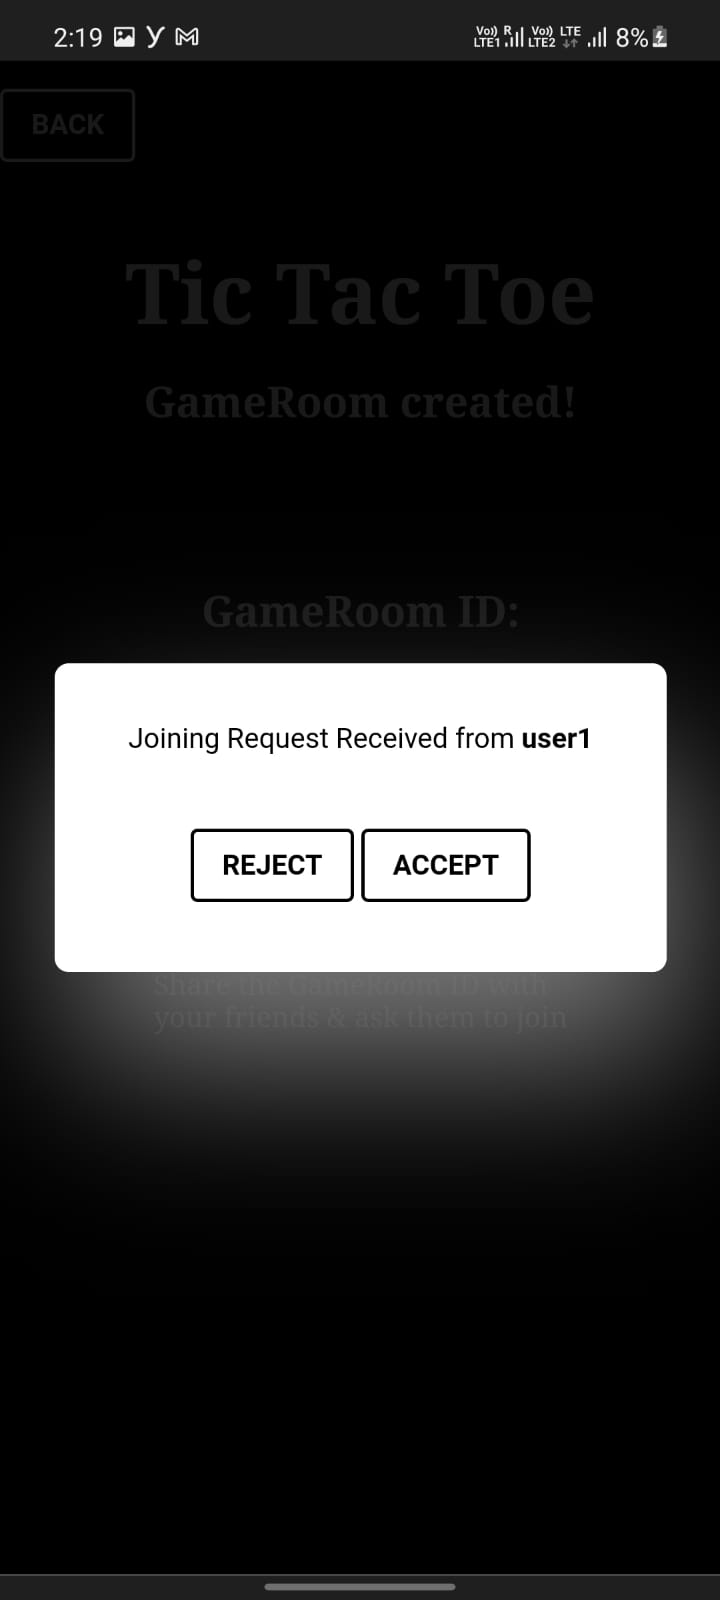 2:19 Vo)) R Vo)) LTE 8%
LTE1 LTE2
BACK
Tic Tac Toe
GameRoom created!
GameRoom ID:
Joining Request Received from user1
REJECT ACCEPT
Share the GameRoom ID with
your friends & ask them to join